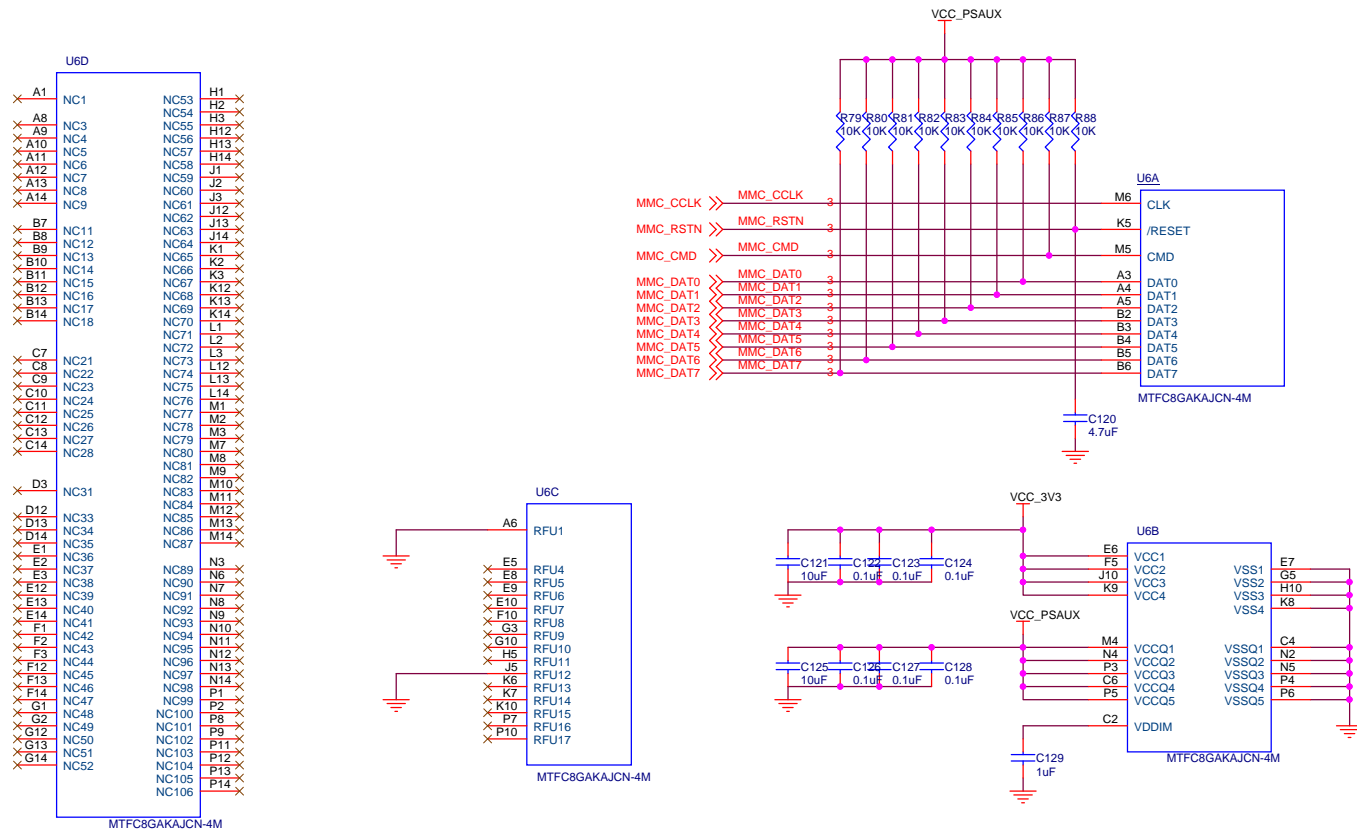 U6D
A1 NC1
A8 NC3
A9 NC4
A10 NC5
A11 NC6
A12 NC7
A13 NC8
A14 NC9
B7 NC11
B8 NC12
B9 NC13
B10 NC14
B11 NC15
B12 NC16
B13 NC17
B14 NC18
C7 NC21
C8 NC22
C9 NC23
C10 NC24
C11 NC25
C12 NC26
C13 NC27
C14 NC28
D3 NC31
D12 NC33
D13 NC34
D14 NC35
E1 NC36
E2 NC37
E3 NC38
E12 NC39
E13 NC40
E14 NC41
F1 NC42
F2 NC43
F3 NC44
F12 NC45
F13 NC46
F14 NC47
G1 NC48
G2 NC49
G12 NC50
G13 NC51
G14 NC52
NC53 H1
NC54 H2
NC55 H3
NC56 H12
NC57 H13
NC58 H14
NC59 J1
NC60 J2
NC61 J3
NC62 J12
NC63 J13
NC64 J14
NC65 K1
NC66 K2
NC67 K3
NC68 K12
NC69 K13
NC70 K14
NC71 L1
NC72 L2
NC73 L3
NC74 L12
NC75 L13
NC76 L14
NC77 M1
NC78 M2
NC79 M3
NC80 M7
NC81 M8
NC82 M9
NC83 M10
NC84 M11
NC85 M12
NC86 M13
NC87 M14
NC89 N3
NC90 N6
NC91 N7
NC92 N8
NC93 N9
NC94 N10
NC95 N11
NC96 N12
NC97 N13
NC98 N14
NC99 P1
NC100 P2
NC101 P8
NC102 P9
NC103 P11
NC104 P12
NC105 P13
NC106 P14
MTFC8GAKAJCN-4M
U6C
A6 RFU1
E5 RFU4
E8 RFU5
E9 RFU6
E10 RFU7
F10 RFU8
G3 RFU9
G10 RFU10
H5 RFU11
J5 RFU12
K6 RFU13
K7 RFU14
K10 RFU15
P7 RFU16
P10 RFU17
MTFC8GAKAJCN-4M
VCC_PSAUX
R79 R80 R81 R82 R83 R84 R85 R86 R87 R88
10K 10K 10K 10K 10K 10K 10K 10K 10K 10K
U6A
MMC_CCLK MMC_CCLK 3 M6 CLK
MMC_RSTN MMC_RSTN 3 K5 /RESET
MMC_CMD MMC_CMD 3 M5 CMD
MMC_DAT0 MMC_DAT0 3 A3 DAT0
MMC_DAT1 MMC_DAT1 3 A4 DAT1
MMC_DAT2 MMC_DAT2 3 A5 DAT2
MMC_DAT3 MMC_DAT3 3 B2 DAT3
MMC_DAT4 MMC_DAT4 3 B3 DAT4
MMC_DAT5 MMC_DAT5 3 B4 DAT5
MMC_DAT6 MMC_DAT6 3 B5 DAT6
MMC_DAT7 MMC_DAT7 3 B6 DAT7
MTFC8GAKAJCN-4M
C120
4.7uF
VCC_3V3
C121 C122 C123 C124
10uF 0.1uF 0.1uF 0.1uF
VCC_PSAUX
C125 C126 C127 C128
10uF 0.1uF 0.1uF 0.1uF
C129
1uF
U6B
E6 VCC1 VSS1 E7
F5 VCC2 VSS2 G5
J10 VCC3 VSS3 H10
K9 VCC4 VSS4 K8
M4 VCCQ1 VSSQ1 C4
N4 VCCQ2 VSSQ2 N2
P3 VCCQ3 VSSQ3 N5
C6 VCCQ4 VSSQ4 P4
P5 VCCQ5 VSSQ5 P6
C2 VDDIM
MTFC8GAKAJCN-4M